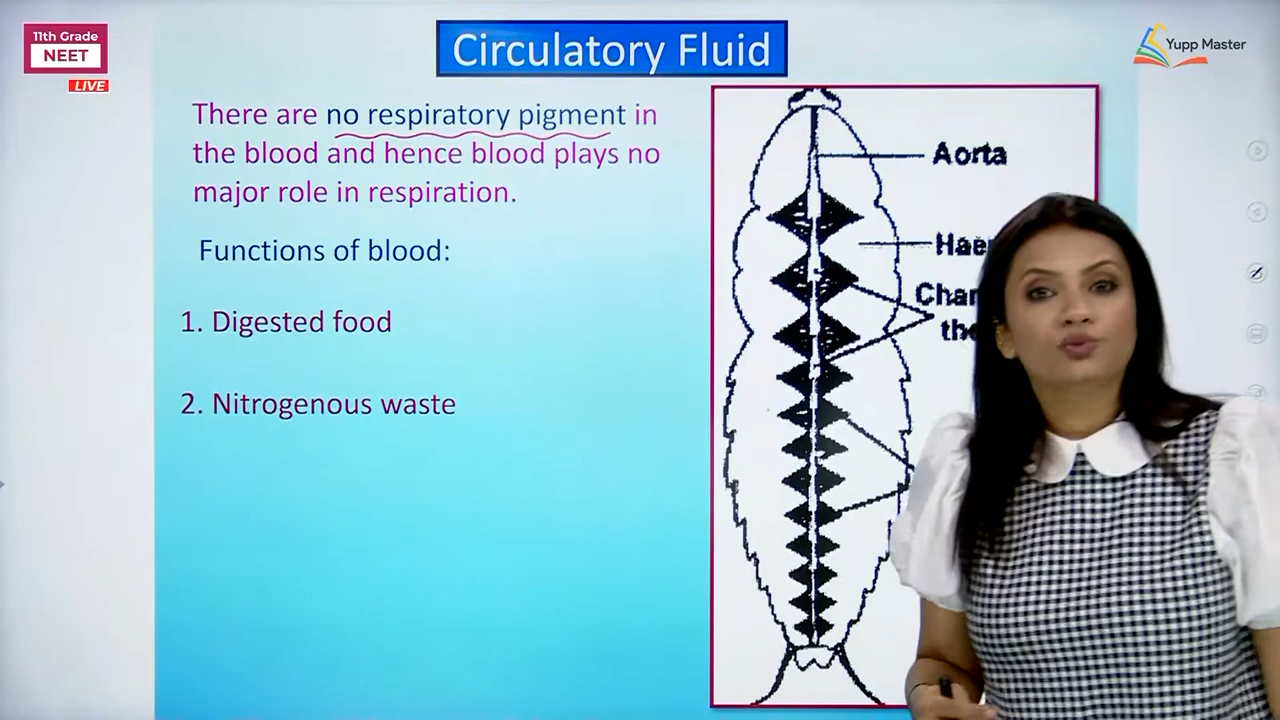 11th Grade
NEET
LIVE
Circulatory Fluid
Yupp Master
There are no respiratory pigment in
the blood and hence blood plays no
major role in respiration.
Functions of blood:
1. Digested food
2. Nitrogenous waste
Aorta